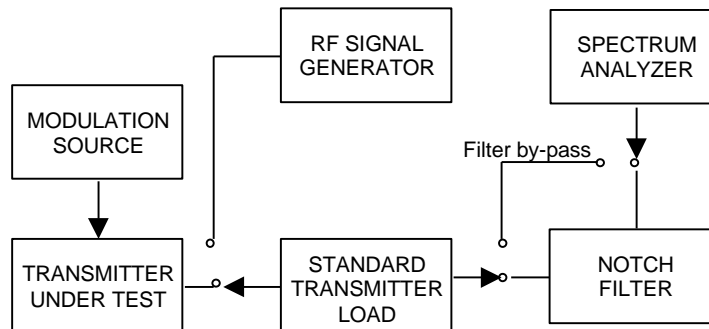 RF SIGNAL
GENERATOR
SPECTRUM
ANALYZER
MODULATION
SOURCE
Filter by-pass
TRANSMITTER
UNDER TEST
STANDARD
TRANSMITTER
LOAD
NOTCH
FILTER